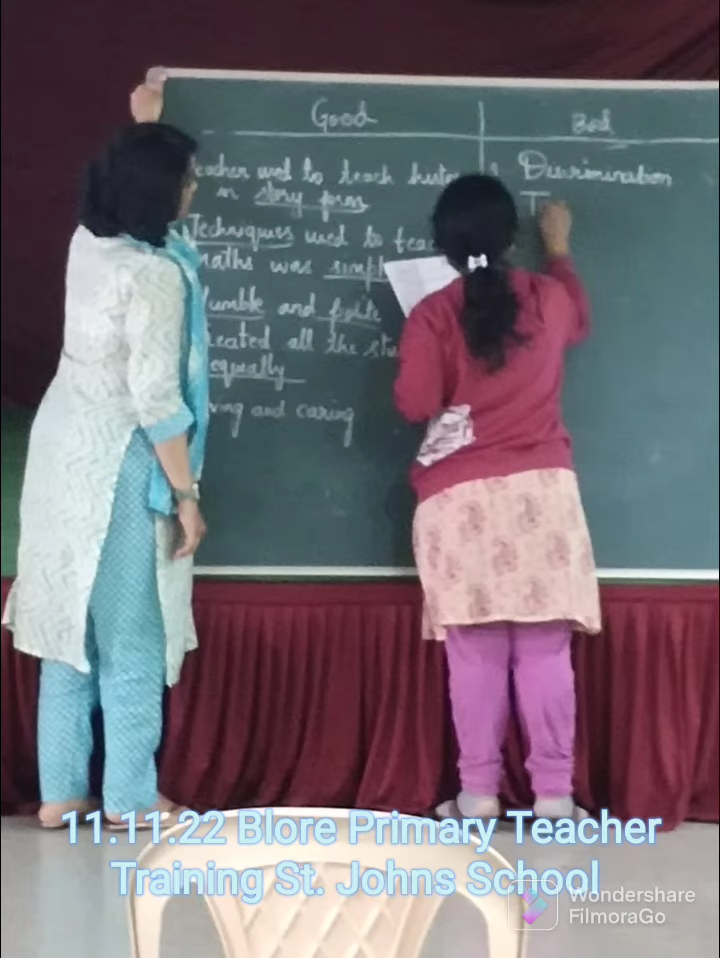 Good
Bad
eacher used to teach histo
in story form
Techniques used to teac
maths was simpl
umble and polite
reated all the stu
equally
ving and caring
Discrimination
T
11.11.22 Blore Primary Teacher
Training St. Johns School
Wondershare
FilmoraGo